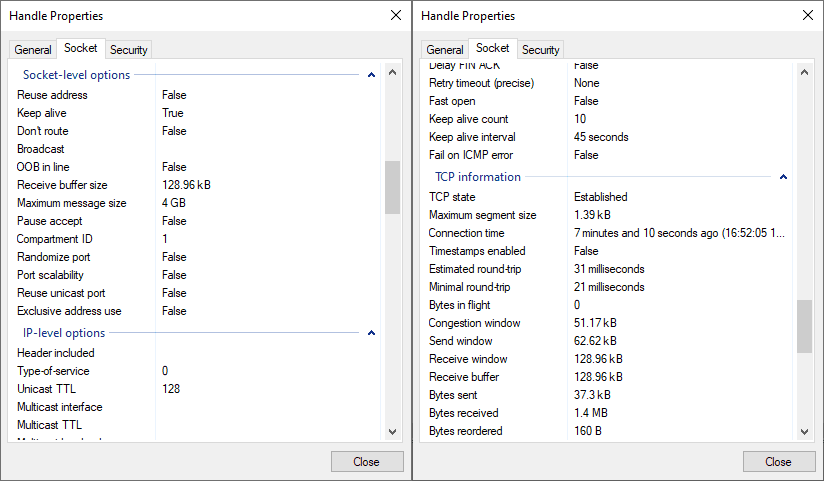 Handle Properties
General Socket Security
Socket-level options
Reuse address False
Keep alive True
Don't route False
Broadcast
OOB in line False
Receive buffer size 128.96 kB
Maximum message size 4 GB
Pause accept False
Compartment ID 1
Randomize port False
Port scalability False
Reuse unicast port False
Exclusive address use False
IP-level options
Header included
Type-of-service 0
Unicast TTL 128
Multicast interface
Multicast TTL
Close
Handle Properties
General Socket Security
Delay FIN ACK False
Retry timeout (precise) None
Fast open False
Keep alive count 10
Keep alive interval 45 seconds
Fail on ICMP error False
TCP information
TCP state Established
Maximum segment size 1.39 kB
Connection time 7 minutes and 10 seconds ago (16:52:05 1...
Timestamps enabled False
Estimated round-trip 31 milliseconds
Minimal round-trip 21 milliseconds
Bytes in flight 0
Congestion window 51.17 kB
Send window 62.62 kB
Receive window 128.96 kB
Receive buffer 128.96 kB
Bytes sent 37.3 kB
Bytes received 1.4 MB
Bytes reordered 160 B
Close